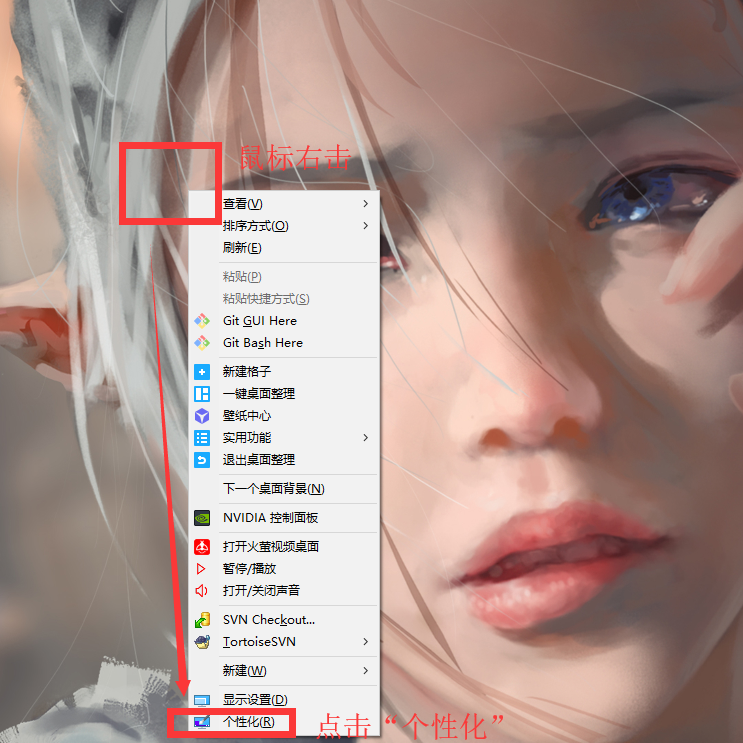 鼠标右击
查看(V)
排序方式(O)
刷新(E)
粘贴(P)
粘贴快捷方式(S)
Git GUI Here
Git Bash Here
新建格子
一键桌面整理
壁纸中心
实用功能
退出桌面整理
下一个桌面背景(N)
NVIDIA 控制面板
打开火萤视频桌面
暂停/播放
打开/关闭声音
SVN Checkout...
TortoiseSVN
新建(W)
显示设置(D)
个性化(R)
点击“个性化”